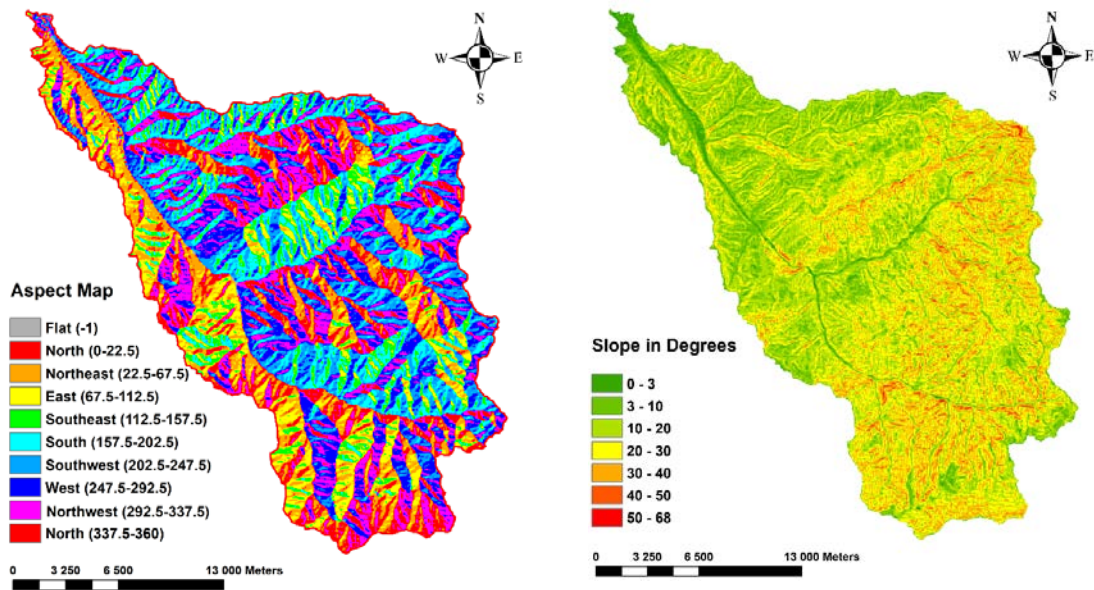 N
W E
S
Aspect Map
Flat (-1)
North (0-22.5)
Northeast (22.5-67.5)
East (67.5-112.5)
Southeast (112.5-157.5)
South (157.5-202.5)
Southwest (202.5-247.5)
West (247.5-292.5)
Northwest (292.5-337.5)
North (337.5-360)
0 3 250 6 500 13 000 Meters
N
W E
S
Slope in Degrees
0 - 3
3 - 10
10 - 20
20 - 30
30 - 40
40 - 50
50 - 68
0 3 250 6 500 13 000 Meters